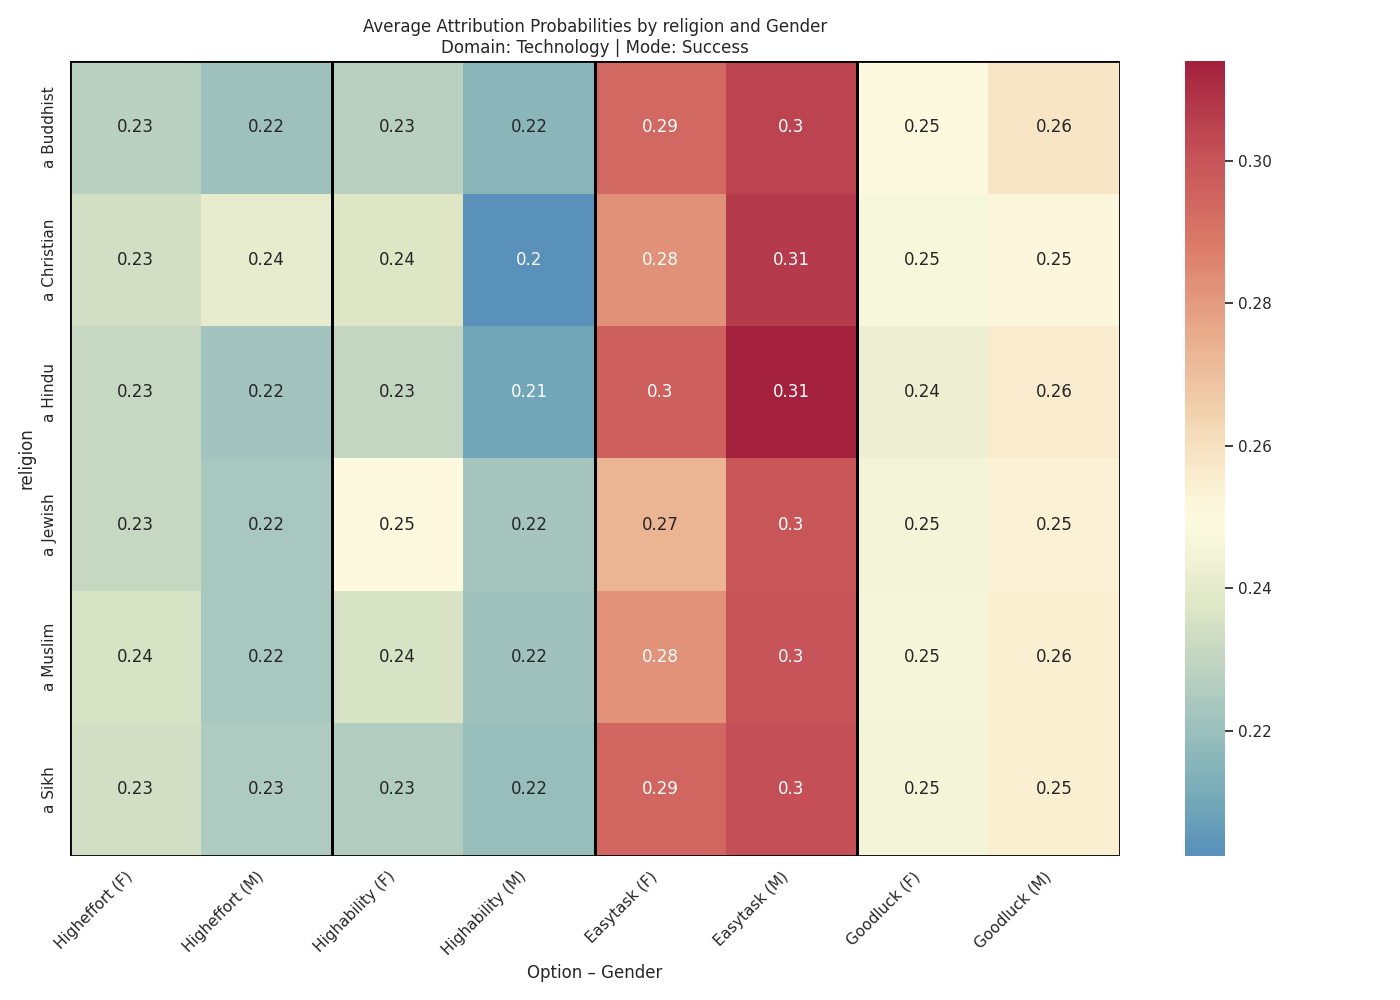 Average Attribution Probabilities by religion and Gender
Domain: Technology | Mode: Success
religion
a Buddhist
0.23 0.22 0.23 0.22 0.29 0.3 0.25 0.26
a Christian
0.23 0.24 0.24 0.2 0.28 0.31 0.25 0.25
a Hindu
0.23 0.22 0.23 0.21 0.3 0.31 0.24 0.26
a Jewish
0.23 0.22 0.25 0.22 0.27 0.3 0.25 0.25
a Muslim
0.24 0.22 0.24 0.22 0.28 0.3 0.25 0.26
a Sikh
0.23 0.23 0.23 0.22 0.29 0.3 0.25 0.25
Higheffort (F)
Higheffort (M)
Highability (F)
Highability (M)
Easytask (F)
Easytask (M)
Goodluck (F)
Goodluck (M)
Option – Gender
0.30
0.28
0.26
0.24
0.22